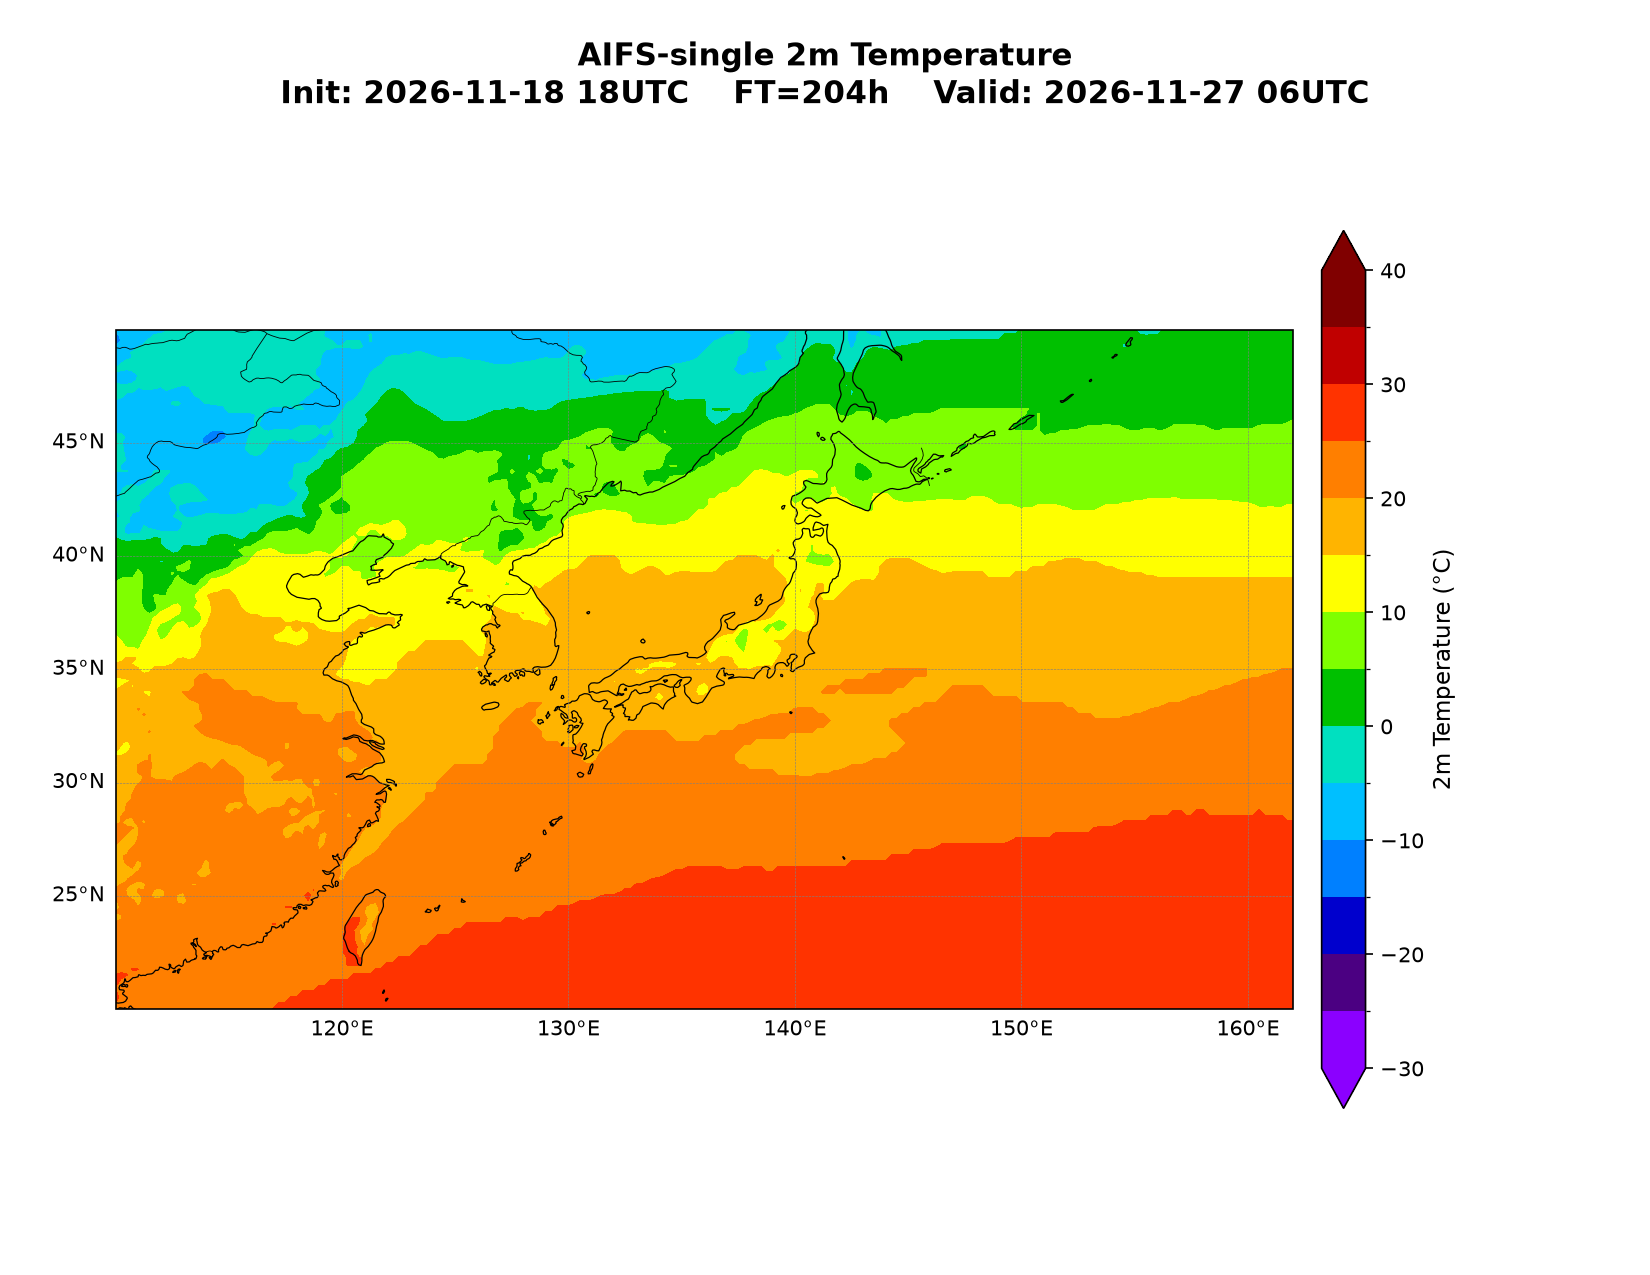 AIFS-single 2m Temperature
Init: 2026-11-18 18UTC    FT=204h    Valid: 2026-11-27 06UTC
45°N
40°N
35°N
30°N
25°N
120°E
130°E
140°E
150°E
160°E
40
30
20
10
0
−10
−20
−30
2m Temperature (°C)